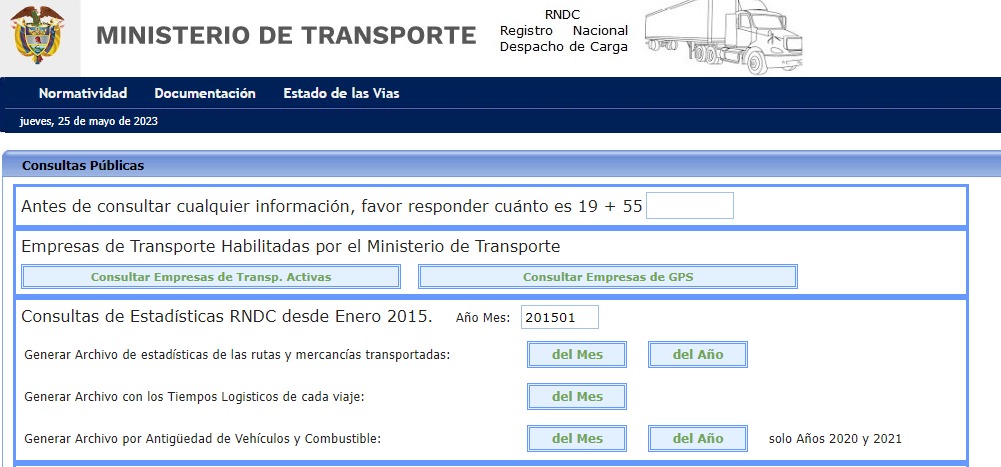 MINISTERIO DE TRANSPORTE
RNDC
Registro Nacional
Despacho de Carga
Normatividad Documentación Estado de las Vias
jueves, 25 de mayo de 2023
Consultas Públicas
Antes de consultar cualquier información, favor responder cuánto es 19 + 55
Empresas de Transporte Habilitadas por el Ministerio de Transporte
Consultar Empresas de Transp. Activas Consultar Empresas de GPS
Consultas de Estadísticas RNDC desde Enero 2015. Año Mes: 201501
Generar Archivo de estadísticas de las rutas y mercancías transportadas: del Mes del Año
Generar Archivo con los Tiempos Logisticos de cada viaje: del Mes
Generar Archivo por Antigüedad de Vehículos y Combustible: del Mes del Año solo Años 2020 y 2021